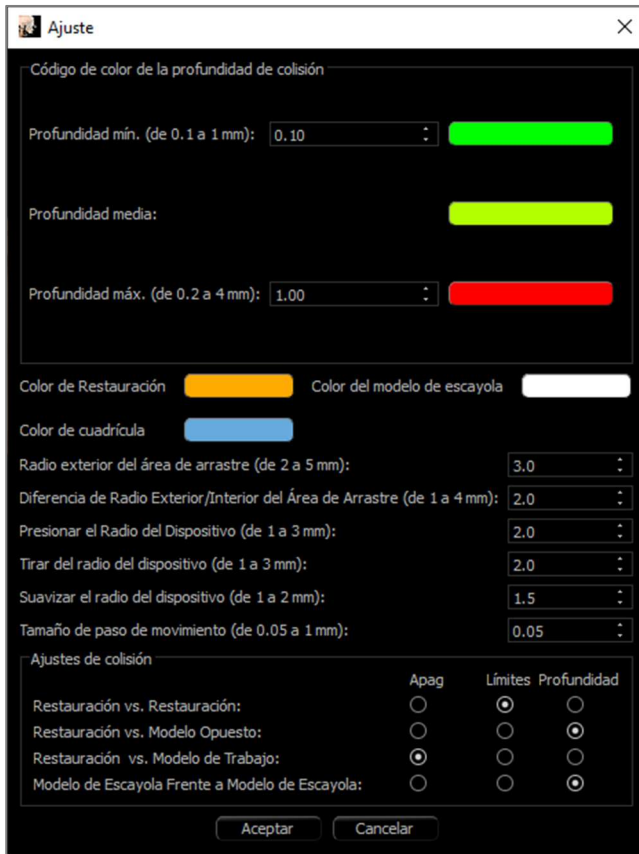 Ajuste
Código de color de la profundidad de colisión
Profundidad mín. (de 0.1 a 1 mm): 0.10
Profundidad media:
Profundidad máx. (de 0.2 a 4 mm): 1.00
Color de Restauración Color del modelo de escayola
Color de cuadrícula
Radio exterior del área de arrastre (de 2 a 5 mm): 3.0
Diferencia de Radio Exterior/Interior del Área de Arrastre (de 1 a 4 mm): 2.0
Presionar el Radio del Dispositivo (de 1 a 3 mm): 2.0
Tirar del radio del dispositivo (de 1 a 3 mm): 2.0
Suavizar el radio del dispositivo (de 1 a 2 mm): 1.5
Tamaño de paso de movimiento (de 0.05 a 1 mm): 0.05
Ajustes de colisión
Apag Límites Profundidad
Restauración vs. Restauración:
Restauración vs. Modelo Opuesto:
Restauración vs. Modelo de Trabajo:
Modelo de Escayola Frente a Modelo de Escayola:
Aceptar Cancelar